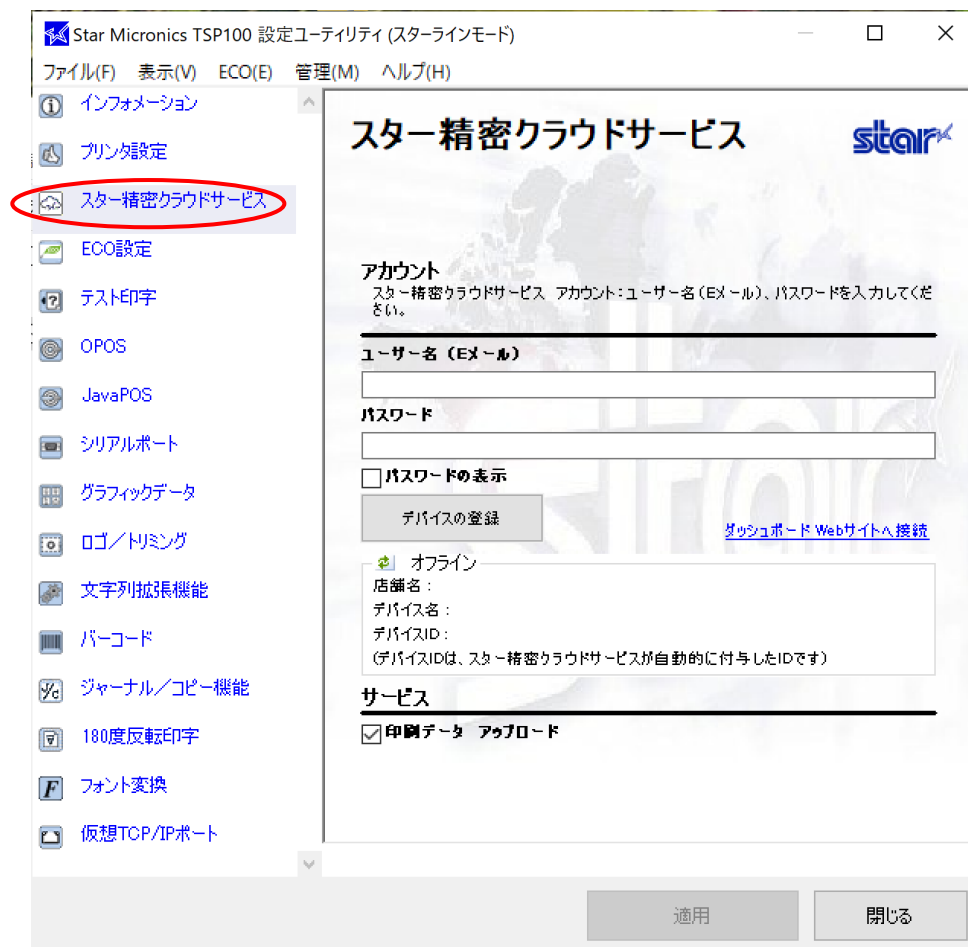 Star Micronics TSP100 設定ユーティリティ (スターラインモード)
ファイル(F) 表示(V) ECO(E) 管理(M) ヘルプ(H)
インフォメーション
プリンタ設定
スター精密クラウドサービス
ECO設定
テスト印字
OPOS
JavaPOS
シリアルポート
グラフィックデータ
ロゴ／トリミング
文字列拡張機能
バーコード
ジャーナル／コピー機能
180度反転印字
フォント変換
仮想TCP/IPポート
スター精密クラウドサービス
star
アカウント
スター精密クラウドサービス アカウント：ユーザー名(Eメール)、パスワードを入力してくだ
さい。
ユーザー名（Eメール）
パスワード
パスワードの表示
デバイスの登録
ダッシュボード Webサイトへ接続
オフライン
店舗名：
デバイス名：
デバイスID：
(デバイスIDは、スター精密クラウドサービスが自動的に付与したIDです)
サービス
印刷データ アップロード
適用
閉じる